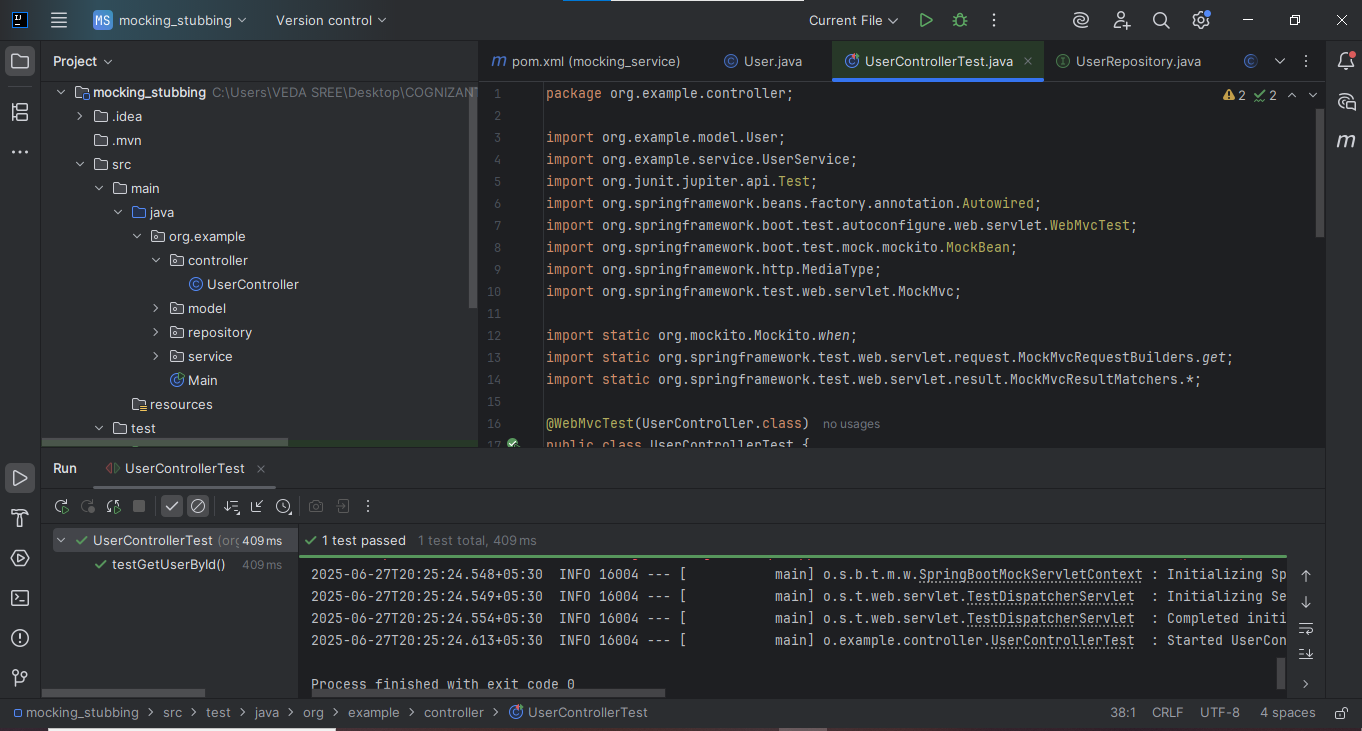 MS mocking_stubbing Version control Current File
Project
mocking_stubbing C:\Users\VEDA SREE\Desktop\COGNIZAN
.idea
.mvn
src
main
java
org.example
controller
UserController
model
repository
service
Main
resources
test
pom.xml (mocking_service) User.java UserControllerTest.java UserRepository.java
2 2
1 package org.example.controller;
2
3 import org.example.model.User;
4 import org.example.service.UserService;
5 import org.junit.jupiter.api.Test;
6 import org.springframework.beans.factory.annotation.Autowired;
7 import org.springframework.boot.test.autoconfigure.web.servlet.WebMvcTest;
8 import org.springframework.boot.test.mock.mockito.MockBean;
9 import org.springframework.http.MediaType;
10 import org.springframework.test.web.servlet.MockMvc;
11
12 import static org.mockito.Mockito.when;
13 import static org.springframework.test.web.servlet.request.MockMvcRequestBuilders.get;
14 import static org.springframework.test.web.servlet.result.MockMvcResultMatchers.*;
15
16 @WebMvcTest(UserController.class) no usages
17 public class UserControllerTest {
Run UserControllerTest
UserControllerTest (org 409 ms
testGetUserById() 409 ms
1 test passed 1 test total, 409 ms
2025-06-27T20:25:24.548+05:30 INFO 16004 --- [ main] o.s.b.t.m.w.SpringBootMockServletContext : Initializing Sp
2025-06-27T20:25:24.549+05:30 INFO 16004 --- [ main] o.s.t.web.servlet.TestDispatcherServlet : Initializing Se
2025-06-27T20:25:24.554+05:30 INFO 16004 --- [ main] o.s.t.web.servlet.TestDispatcherServlet : Completed initi
2025-06-27T20:25:24.613+05:30 INFO 16004 --- [ main] o.example.controller.UserControllerTest : Started UserCon
Process finished with exit code 0
mocking_stubbing > src > test > java > org > example > controller > UserControllerTest 38:1 CRLF UTF-8 4 spaces